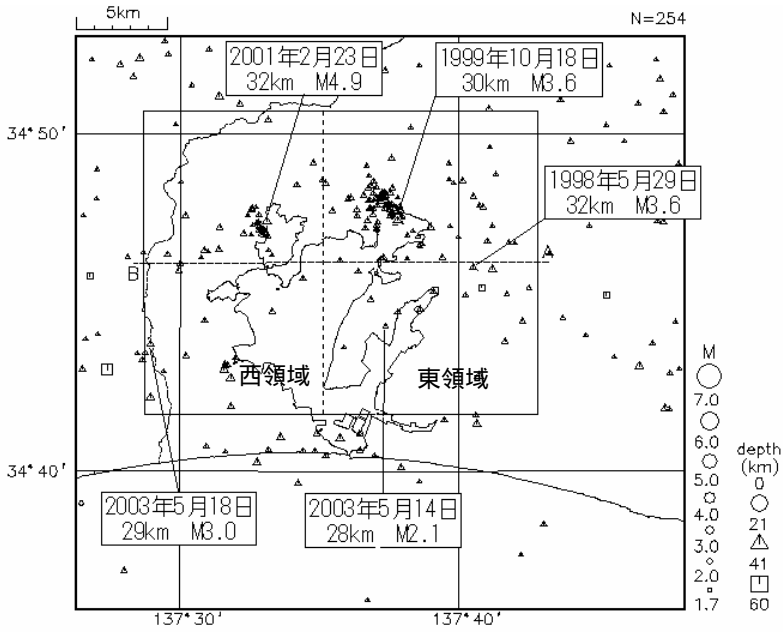 5km
N=254
2001年2月23日
32km M4.9
1999年10月18日
30km M3.6
34°50'
1998年5月29日
32km M3.6
B
A
西領域
東領域
M
7.0
6.0
5.0
4.0
3.0
2.0
1.7
depth
(km)
0
21
41
60
34°40'
2003年5月18日
29km M3.0
2003年5月14日
28km M2.1
137°30'
137°40'